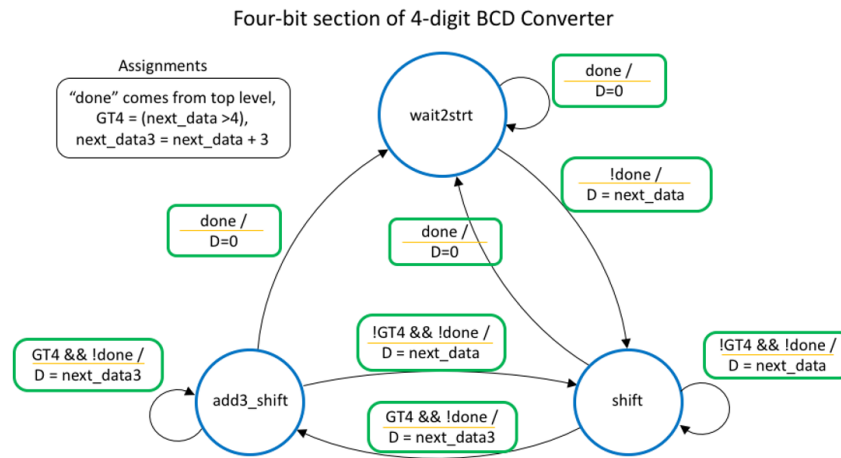 Four-bit section of 4-digit BCD Converter
Assignments
“done” comes from top level,
GT4 = (next_data >4),
next_data3 = next_data + 3
wait2strt
done /
D=0
!done /
D = next_data
done /
D=0
done /
D=0
!GT4 && !done /
D = next_data
GT4 && !done /
D = next_data3
!GT4 && !done /
D = next_data
add3_shift
shift
GT4 && !done /
D = next_data3